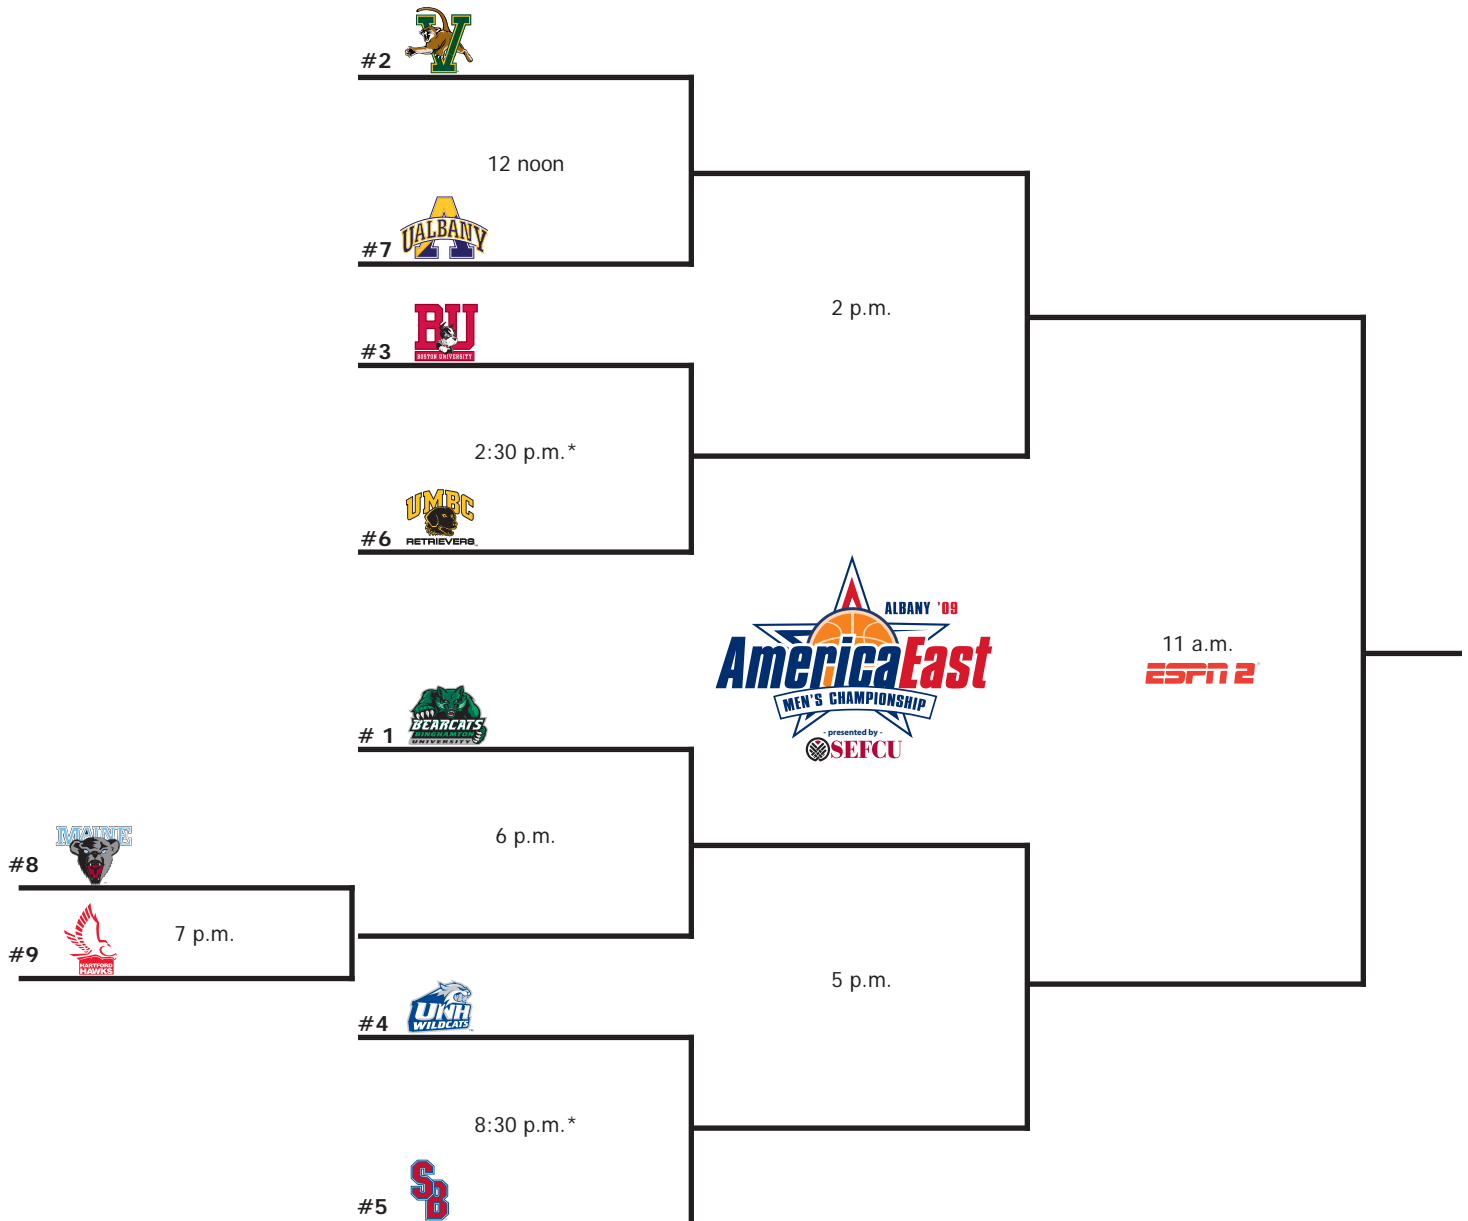 V
#2
12 noon
UALBANY
#7
BU
BOSTON UNIVERSITY
#3
2 p.m.
2:30 p.m.*
UMBC
RETRIEVERS
#6
ALBANY '09
AmericaEast
MEN'S CHAMPIONSHIP
- presented by -
SEFCU
11 a.m.
ESPN 2
BEARCATS
BINGHAMTON
UNIVERSITY
# 1
6 p.m.
MAINE
#8
7 p.m.
HARTFORD
HAWKS
#9
5 p.m.
UNH
WILDCATS
#4
8:30 p.m.*
SB
#5